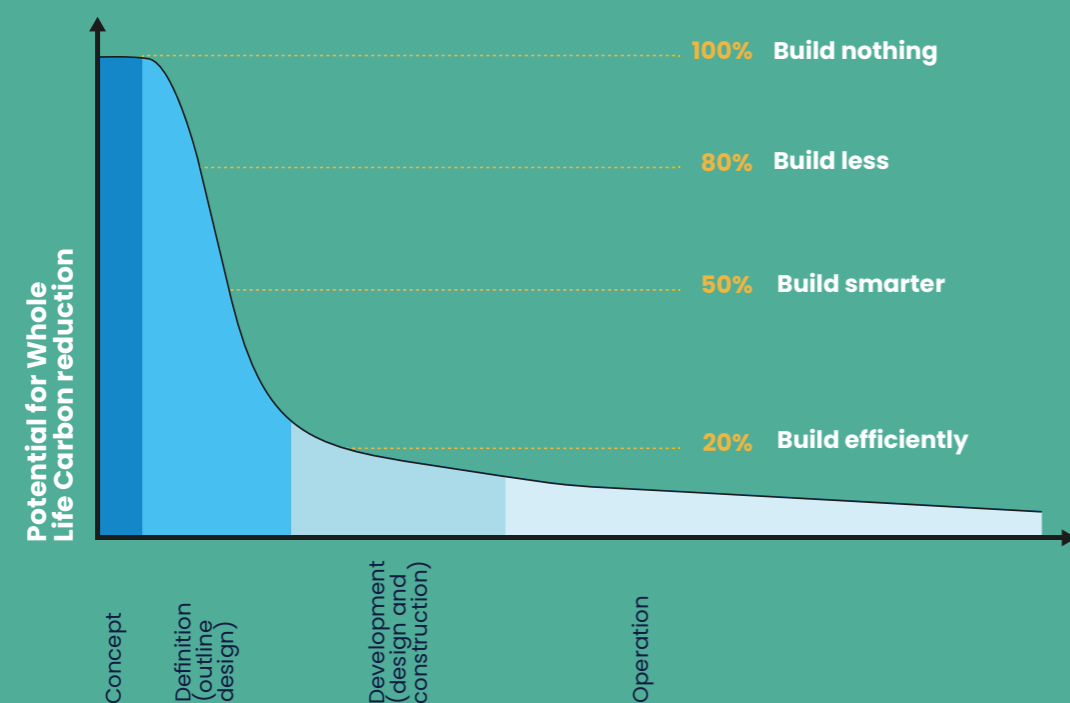 100% Build nothing
80% Build less
50% Build smarter
20% Build efficiently
Potential for Whole
Life Carbon reduction
Concept
Definition
(outline
design)
Development
(design and
construction)
Operation